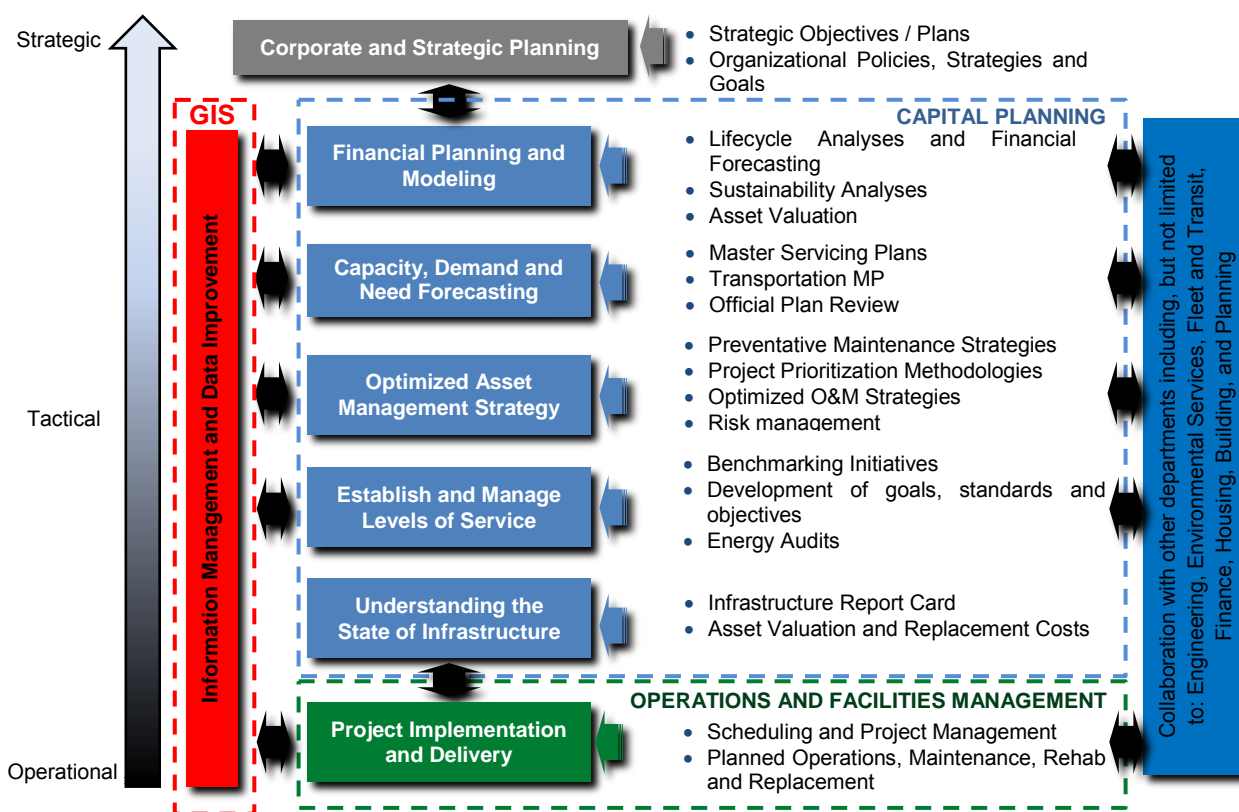 Strategic
Corporate and Strategic Planning
• Strategic Objectives / Plans
• Organizational Policies, Strategies and
Goals
GIS
Information Management and Data Improvement
CAPITAL PLANNING
Financial Planning and
Modeling
• Lifecycle Analyses and Financial
Forecasting
• Sustainability Analyses
• Asset Valuation
Capacity, Demand and
Need Forecasting
• Master Servicing Plans
• Transportation MP
• Official Plan Review
Tactical
Optimized Asset
Management Strategy
• Preventative Maintenance Strategies
• Project Prioritization Methodologies
• Optimized O&M Strategies
• Risk management
Establish and Manage
Levels of Service
• Benchmarking Initiatives
• Development of goals, standards and
objectives
• Energy Audits
Understanding the
State of Infrastructure
• Infrastructure Report Card
• Asset Valuation and Replacement Costs
OPERATIONS AND FACILITIES MANAGEMENT
Operational
Project Implementation
and Delivery
• Scheduling and Project Management
• Planned Operations, Maintenance, Rehab
and Replacement
Collaboration with other departments including, but not limited
to: Engineering, Environmental Services, Fleet and Transit,
Finance, Housing, Building, and Planning